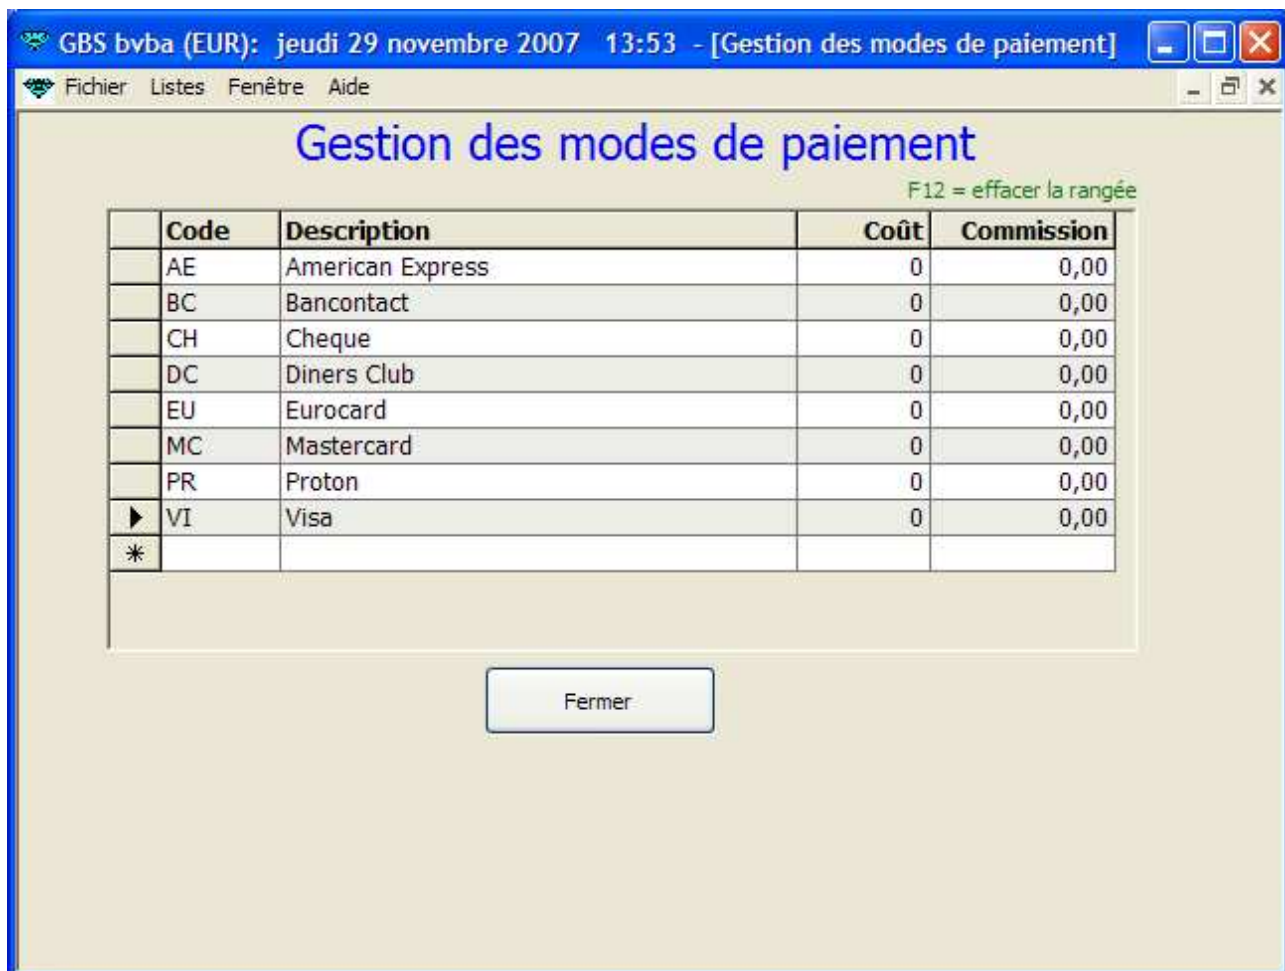 GBS bvba (EUR): jeudi 29 novembre 2007 13:53 - [Gestion des modes de paiement]
Fichier Listes Fenêtre Aide
Gestion des modes de paiement
F12 = effacer la rangée
Code Description Coût Commission
AE American Express 0 0,00
BC Bancontact 0 0,00
CH Cheque 0 0,00
DC Diners Club 0 0,00
EU Eurocard 0 0,00
MC Mastercard 0 0,00
PR Proton 0 0,00
VI Visa 0 0,00
Fermer